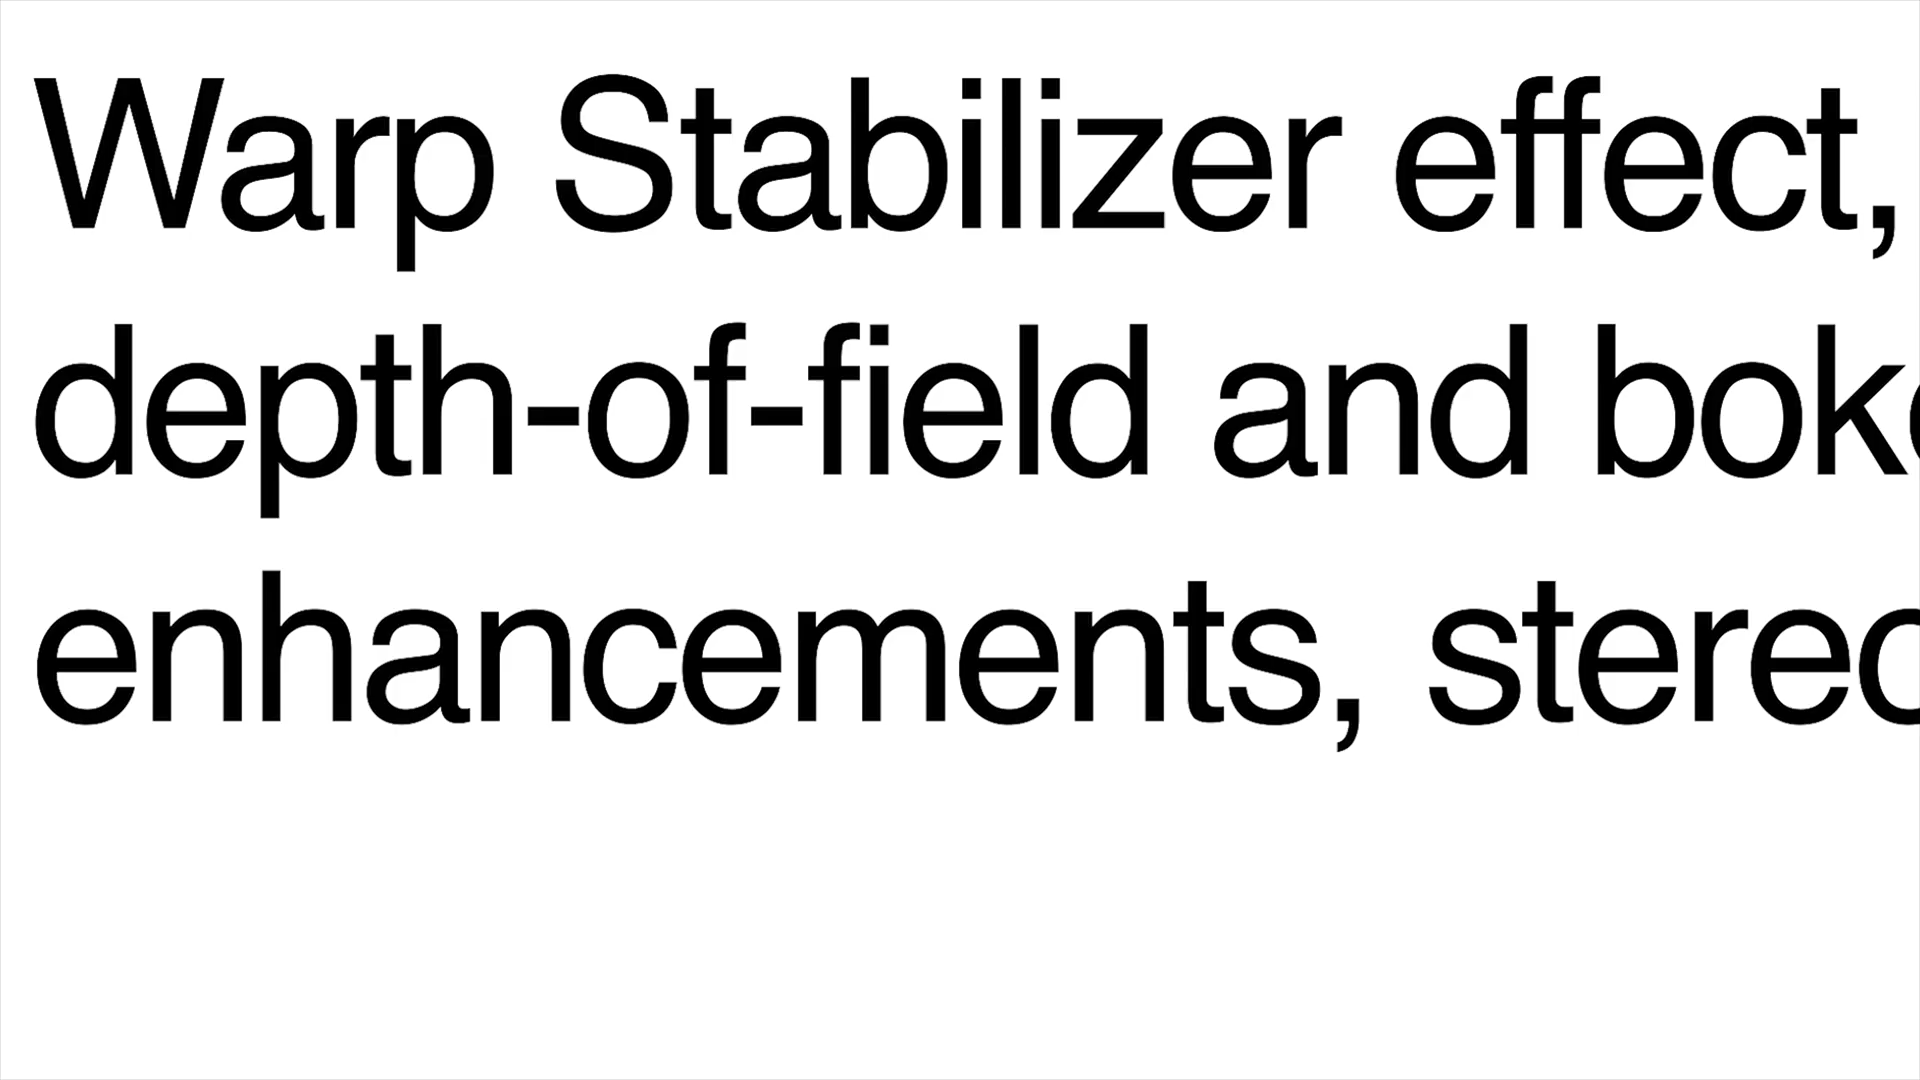 Warp Stabilizer effect,
depth-of-field and
enhancements,